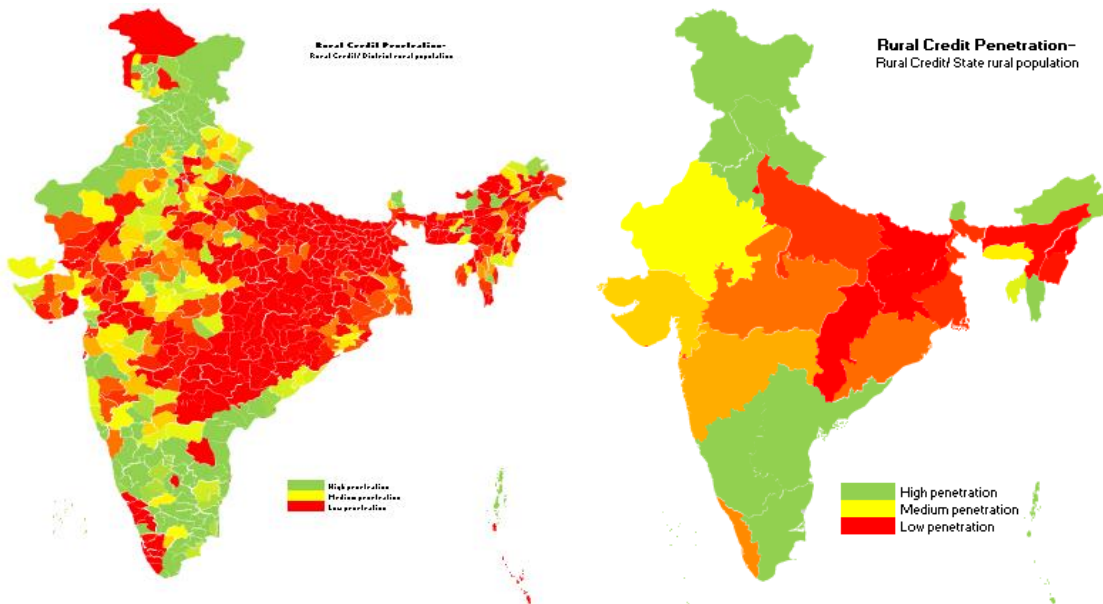 Rural Credit Penetration-
Rural Credit/ District rural population
High penetration
Medium penetration
Low penetration
Rural Credit Penetration-
Rural Credit/ State rural population
High penetration
Medium penetration
Low penetration